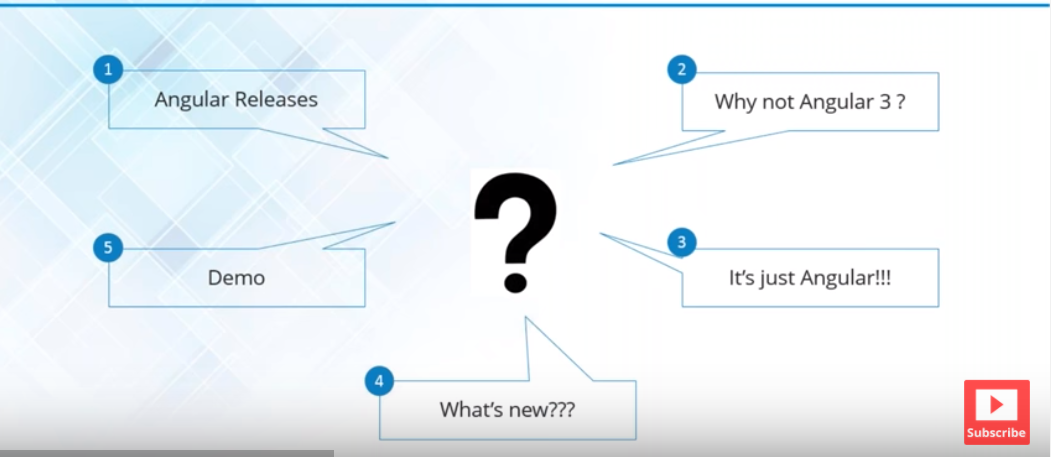 1
Angular Releases
2
Why not Angular 3 ?
3
It's just Angular!!!
4
What's new???
5
Demo
?
Subscribe